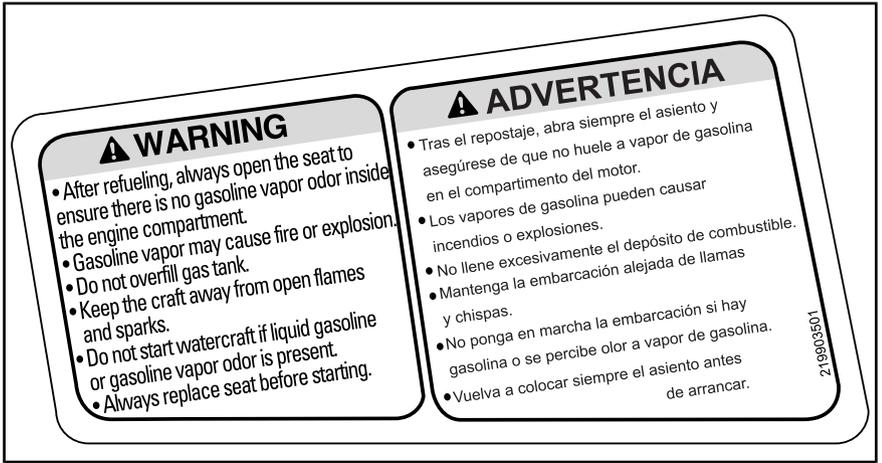 WARNING
• After refueling, always open the seat to
ensure there is no gasoline vapor odor inside
the engine compartment.
• Gasoline vapor may cause fire or explosion.
• Do not overfill gas tank.
• Keep the craft away from open flames
and sparks.
• Do not start watercraft if liquid gasoline
or gasoline vapor odor is present.
• Always replace seat before starting.
ADVERTENCIA
• Tras el repostaje, abra siempre el asiento y
asegúrese de que no huele a vapor de gasolina
en el compartimento del motor.
• Los vapores de gasolina pueden causar
incendios o explosiones.
• No llene excesivamente el depósito de combustible.
• Mantenga la embarcación alejada de llamas
y chispas.
• No ponga en marcha la embarcación si hay
gasolina o se percibe olor a vapor de gasolina.
• Vuelva a colocar siempre el asiento antes
de arrancar.
219903501